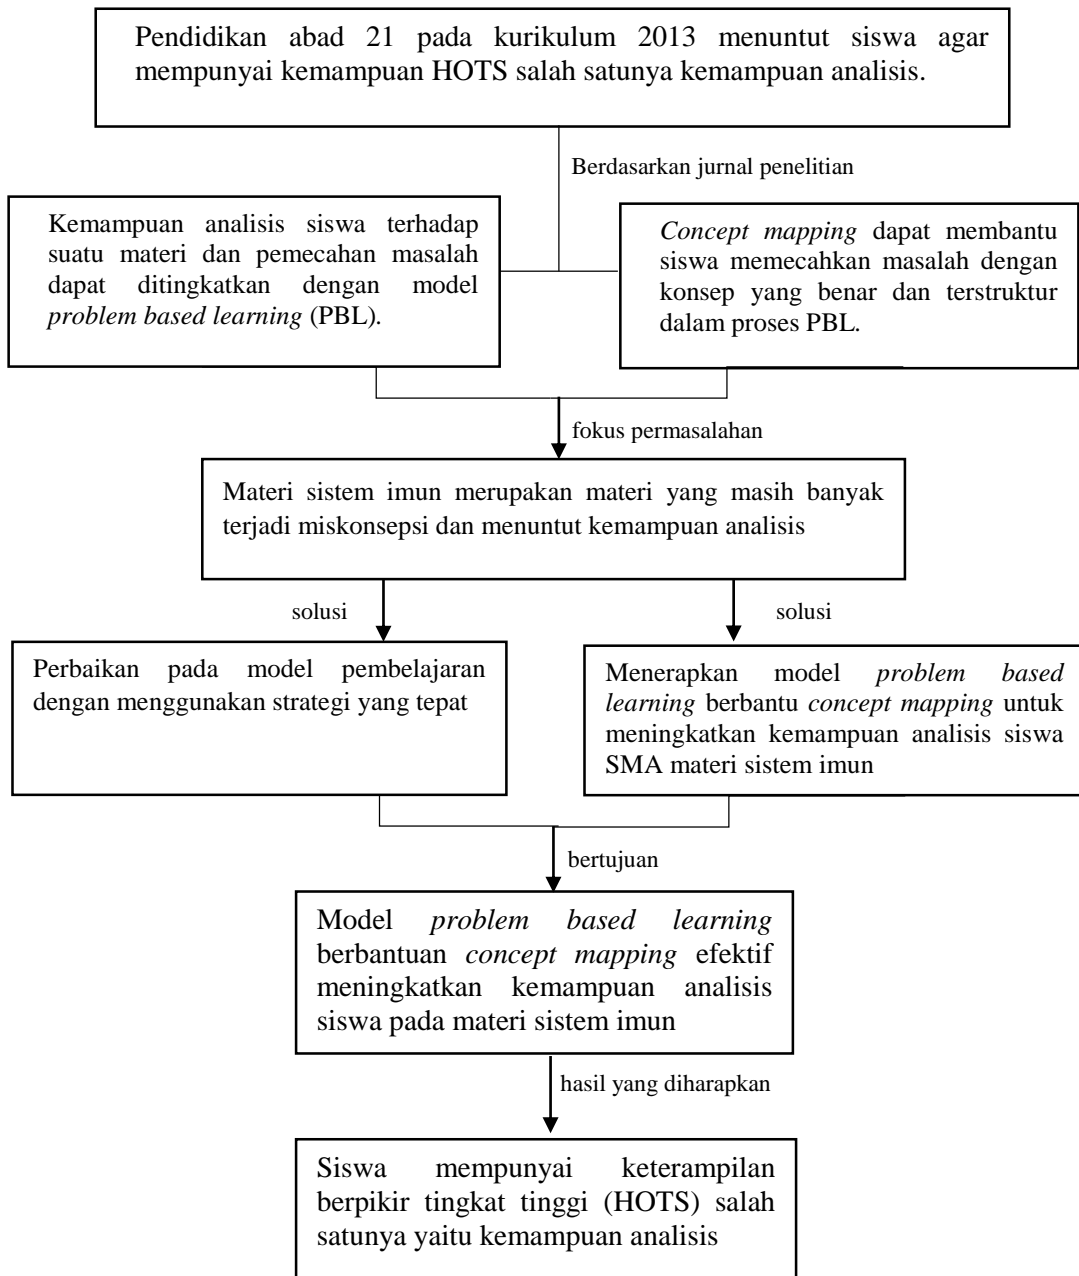 Pendidikan abad 21 pada kurikulum 2013 menuntut siswa agar
mempunyai kemampuan HOTS salah satunya kemampuan analisis.
Berdasarkan jurnal penelitian
Kemampuan analisis siswa terhadap
suatu materi dan pemecahan masalah
dapat ditingkatkan dengan model
problem based learning (PBL).
Concept mapping dapat membantu
siswa memecahkan masalah dengan
konsep yang benar dan terstruktur
dalam proses PBL.
fokus permasalahan
Materi sistem imun merupakan materi yang masih banyak
terjadi miskonsepsi dan menuntut kemampuan analisis
solusi
solusi
Perbaikan pada model pembelajaran
dengan menggunakan strategi yang tepat
Menerapkan model problem based
learning berbantu concept mapping untuk
meningkatkan kemampuan analisis siswa
SMA materi sistem imun
bertujuan
Model problem based learning
berbantuan concept mapping efektif
meningkatkan kemampuan analisis
siswa pada materi sistem imun
hasil yang diharapkan
Siswa mempunyai keterampilan
berpikir tingkat tinggi (HOTS) salah
satunya yaitu kemampuan analisis